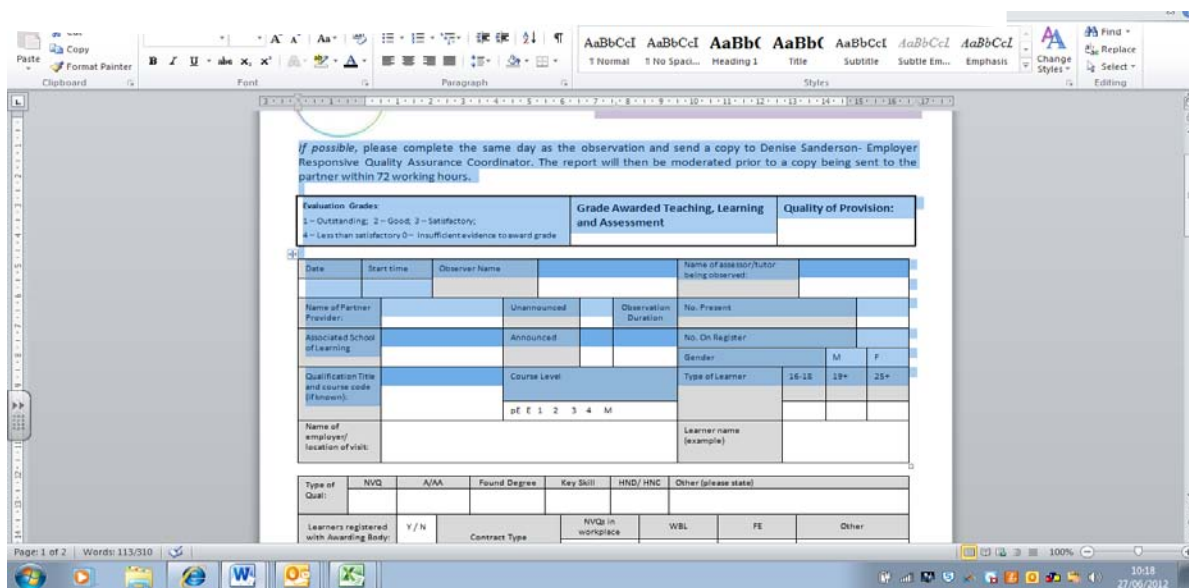 Copy
Find
Paste
Format Painter
Replace
Change Styles
Select
B I U abc x₂ x² Aa A
AaBbCcI AaBbCcI AaBb( AaBb( AaBbCcI AaBbCcI AaBbCcI
¶ Normal ¶ No Spaci... Heading 1 Title Subtitle Subtle Em... Emphasis
Clipboard Font Paragraph Styles Editing
If possible, please complete the same day as the observation and send a copy to Denise Sanderson- Employer
Responsive Quality Assurance Coordinator. The report will then be moderated prior to a copy being sent to the
partner within 72 working hours.
Evaluation Grades:
1 – Outstanding; 2 – Good; 3 – Satisfactory;
4 – Less than satisfactory 0 – Insufficient evidence to award grade
Grade Awarded Teaching, Learning
and Assessment
Quality of Provision:
Date Start time Observer Name Name of assessor/tutor
being observed:
Name of Partner Unannounced Observation No. Present
Provider: Duration
Associated School Announced No. On Register
of Learning
Gender M F
Qualification Title Course Level Type of Learner 16-18 19+ 25+
and course code
(if known):
pE E 1 2 3 4 M
Name of Learner name
employer/ (example)
location of visit:
Type of NVQ A/AA Found Degree Key Skill HND/ HNC Other (please state)
Qual:
Learners registered Y / N Contract Type NVQs in WBL FE Other
with Awarding Body: workplace
Page: 1 of 2 Words: 113/310 100%
10:18
27/06/2012